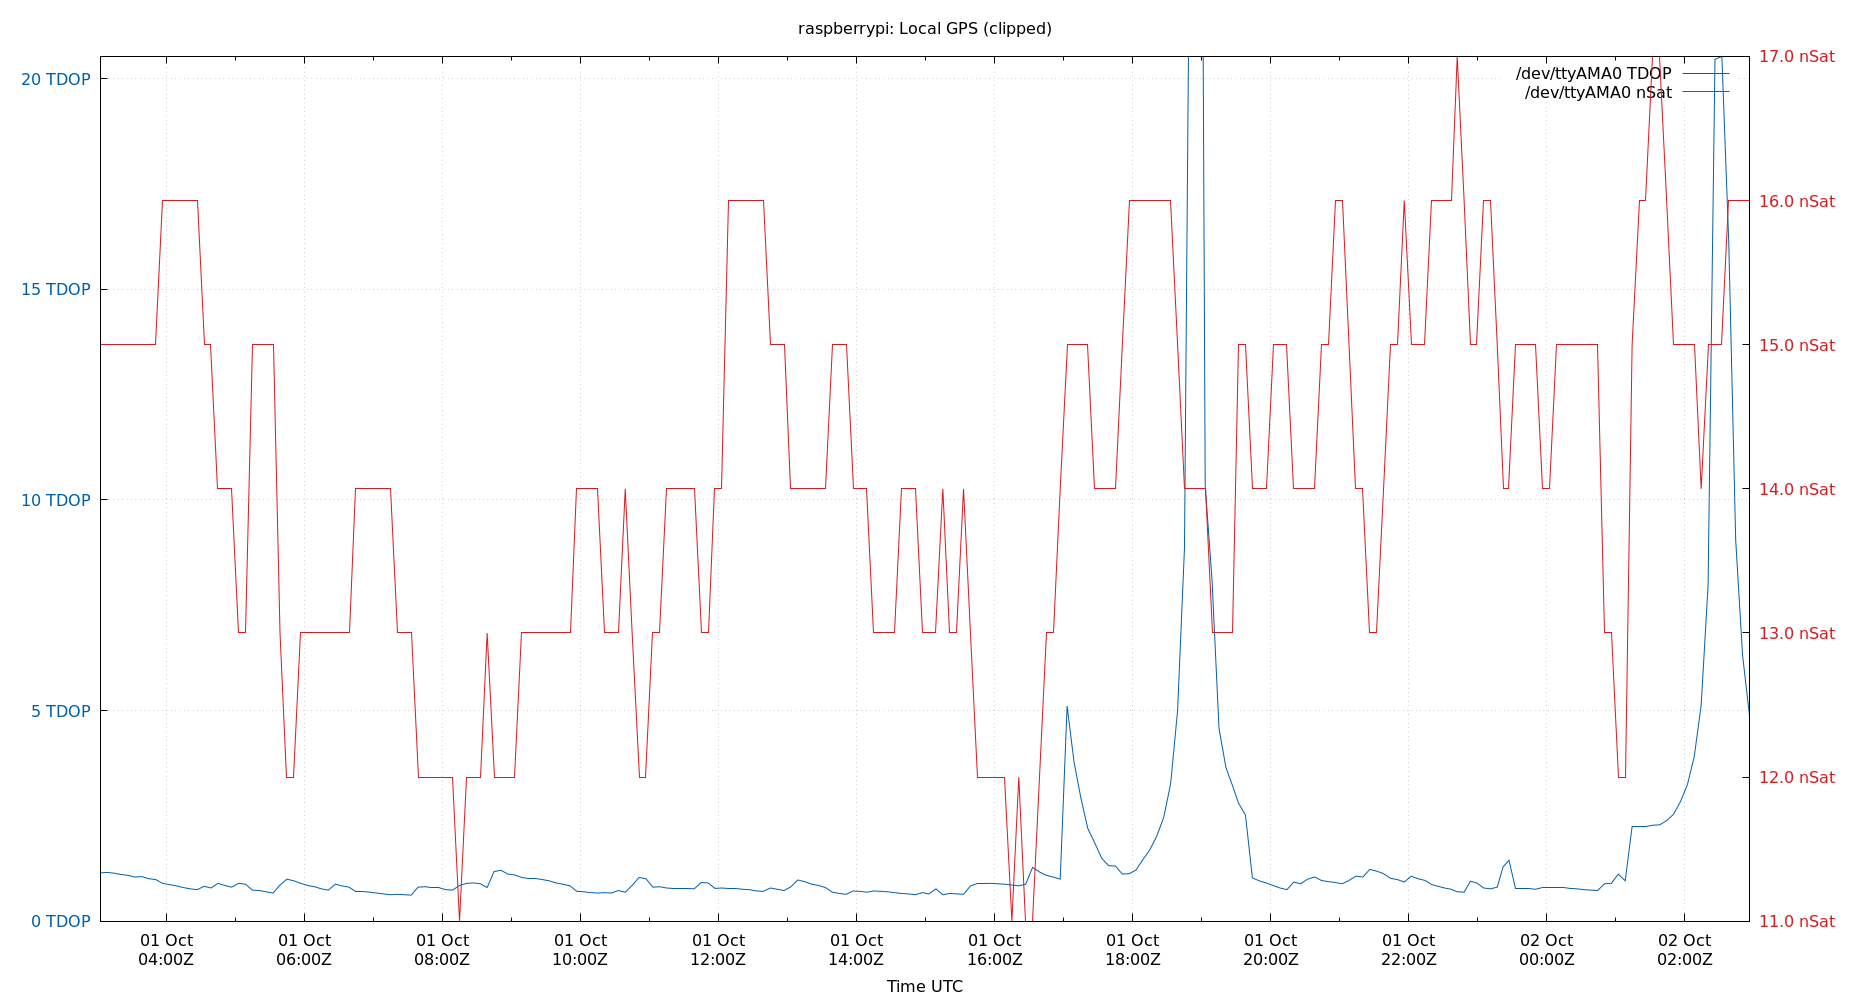 raspberrypi: Local GPS (clipped)
/dev/ttyAMA0 TDOP
/dev/ttyAMA0 nSat
20 TDOP
15 TDOP
10 TDOP
5 TDOP
0 TDOP
17.0 nSat
16.0 nSat
15.0 nSat
14.0 nSat
13.0 nSat
12.0 nSat
11.0 nSat
01 Oct
04:00Z
01 Oct
06:00Z
01 Oct
08:00Z
01 Oct
10:00Z
01 Oct
12:00Z
01 Oct
14:00Z
01 Oct
16:00Z
01 Oct
18:00Z
01 Oct
20:00Z
01 Oct
22:00Z
02 Oct
00:00Z
02 Oct
02:00Z
Time UTC